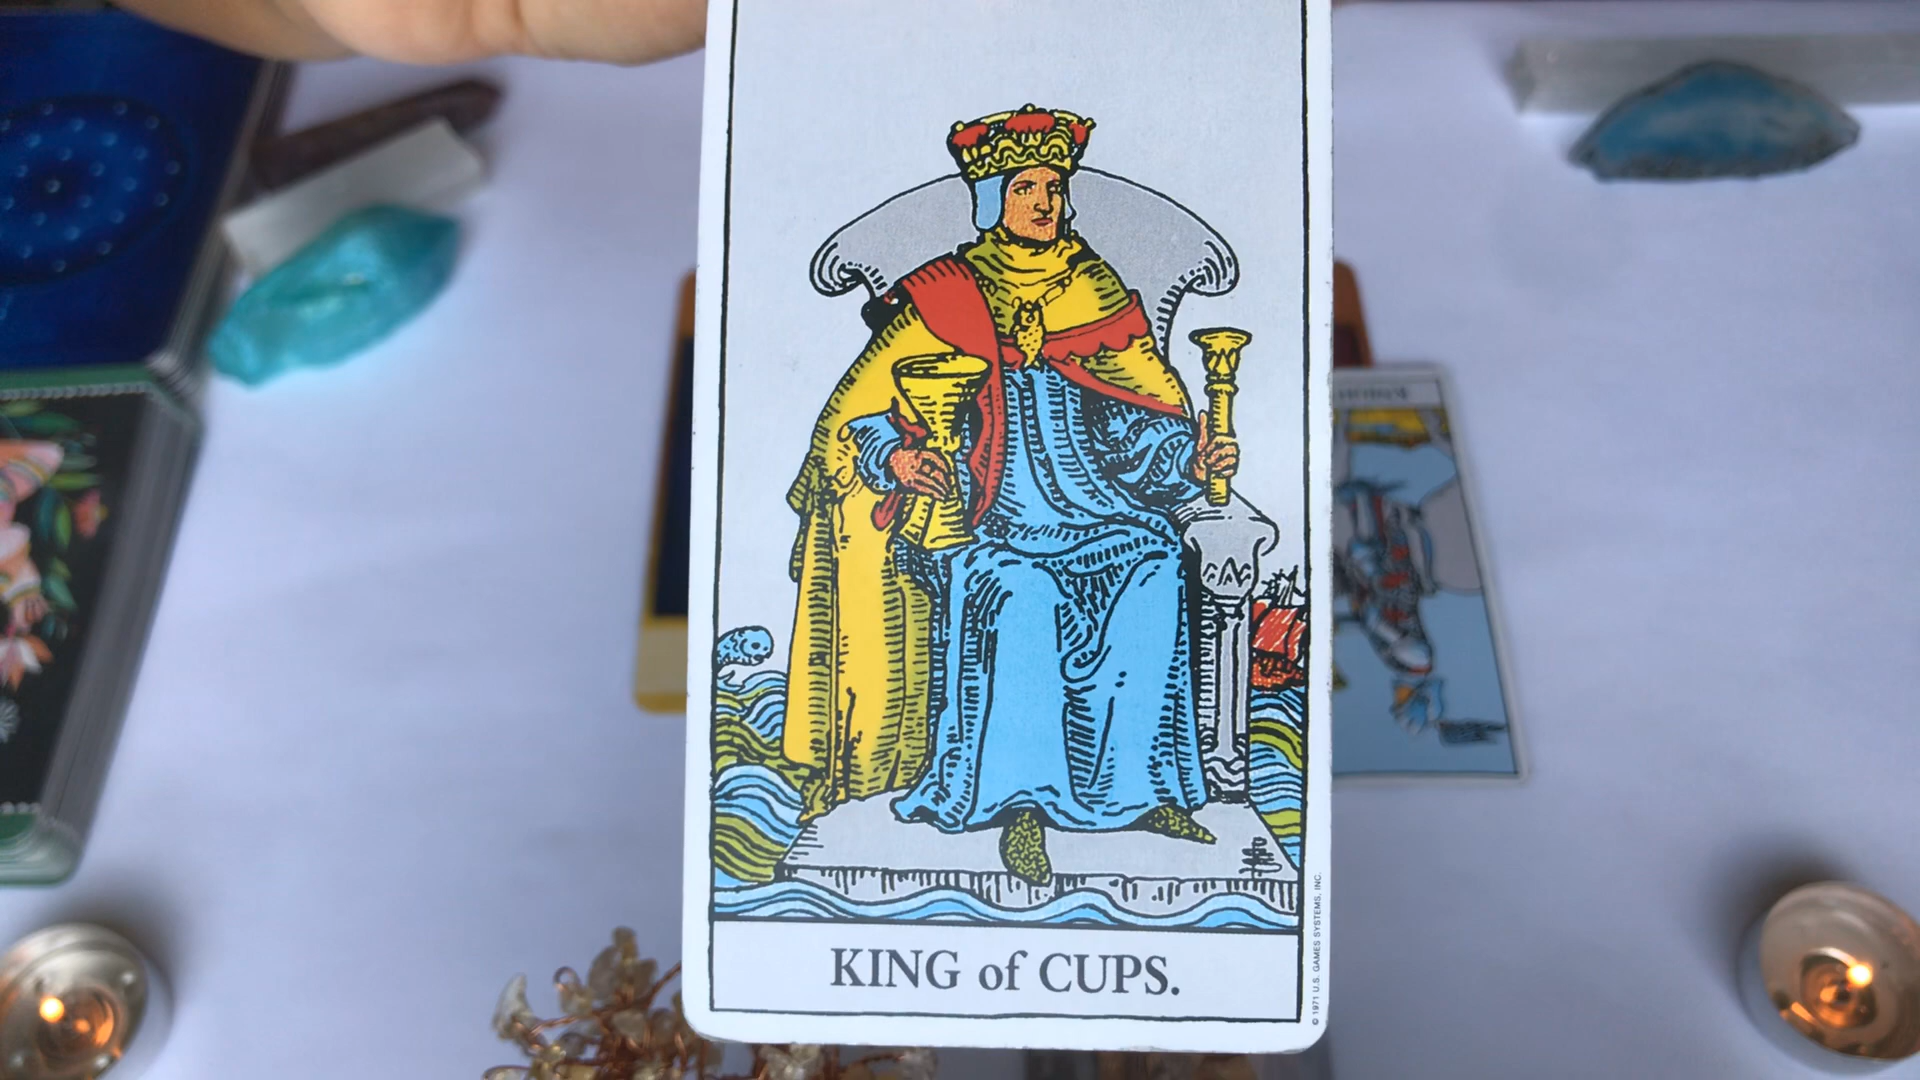 KING of CUPS.
© 1971 U.S. GAMES SYSTEMS, INC.